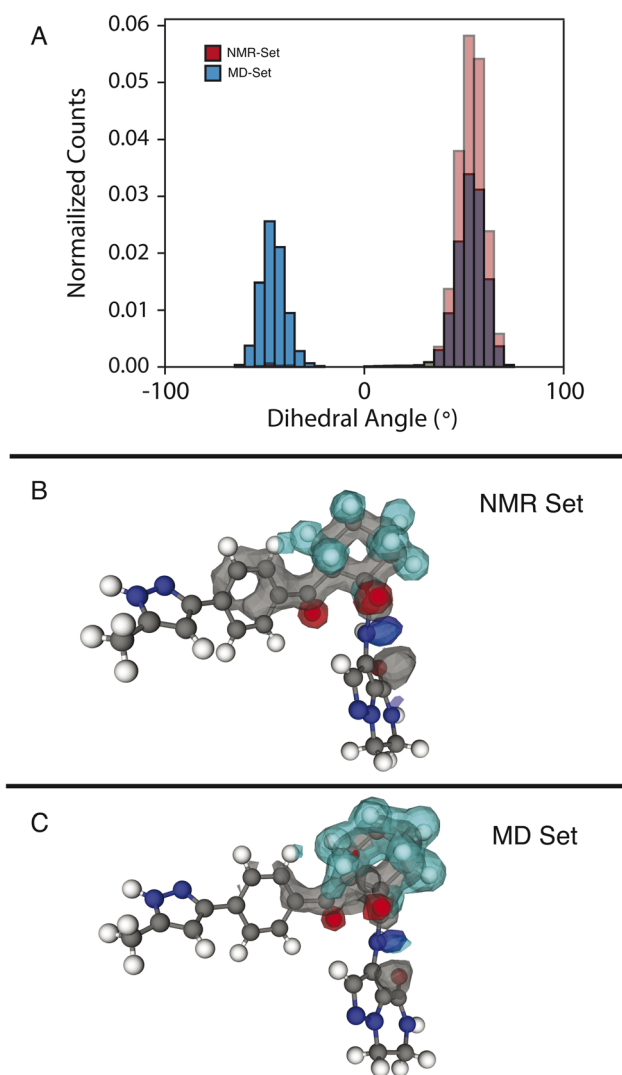 A
0.06
NMR-Set
MD-Set
0.05
0.04
0.03
0.02
0.01
0.00
Normailized Counts
-100 0 100
Dihedral Angle (°)
B
NMR Set
C
MD Set